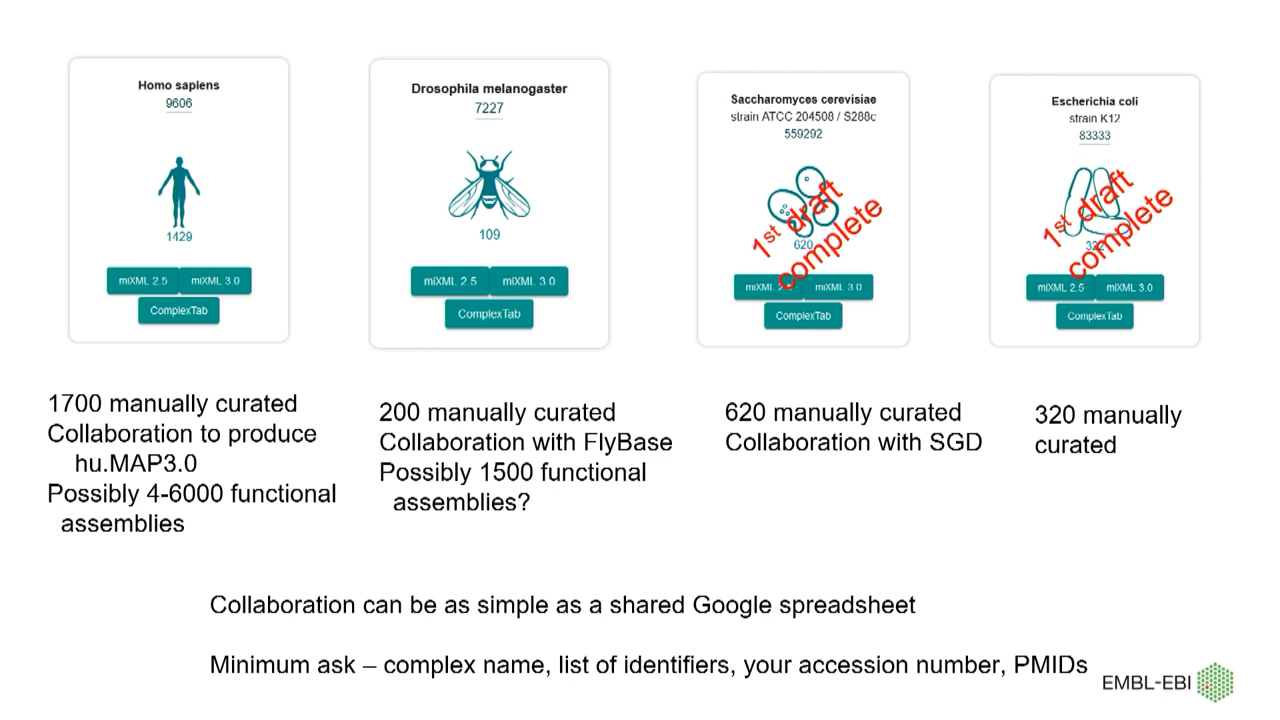 Homo sapiens
9606
1429
miXML 2.5
miXML 3.0
ComplexTab
Drosophila melanogaster
7227
109
miXML 2.5
miXML 3.0
ComplexTab
Saccharomyces cerevisiae
strain ATCC 204508 / S288c
559292
1st draft
complete
620
miXML
miXML 3.0
ComplexTab
Escherichia coli
strain K12
83333
1st draft
complete
miXML 2.5
miXML 3.0
ComplexTab
1700 manually curated
Collaboration to produce
hu.MAP3.0
Possibly 4-6000 functional
assemblies
200 manually curated
Collaboration with FlyBase
Possibly 1500 functional
assemblies?
620 manually curated
Collaboration with SGD
320 manually
curated
Collaboration can be as simple as a shared Google spreadsheet
Minimum ask – complex name, list of identifiers, your accession number, PMIDs
EMBL-EBI